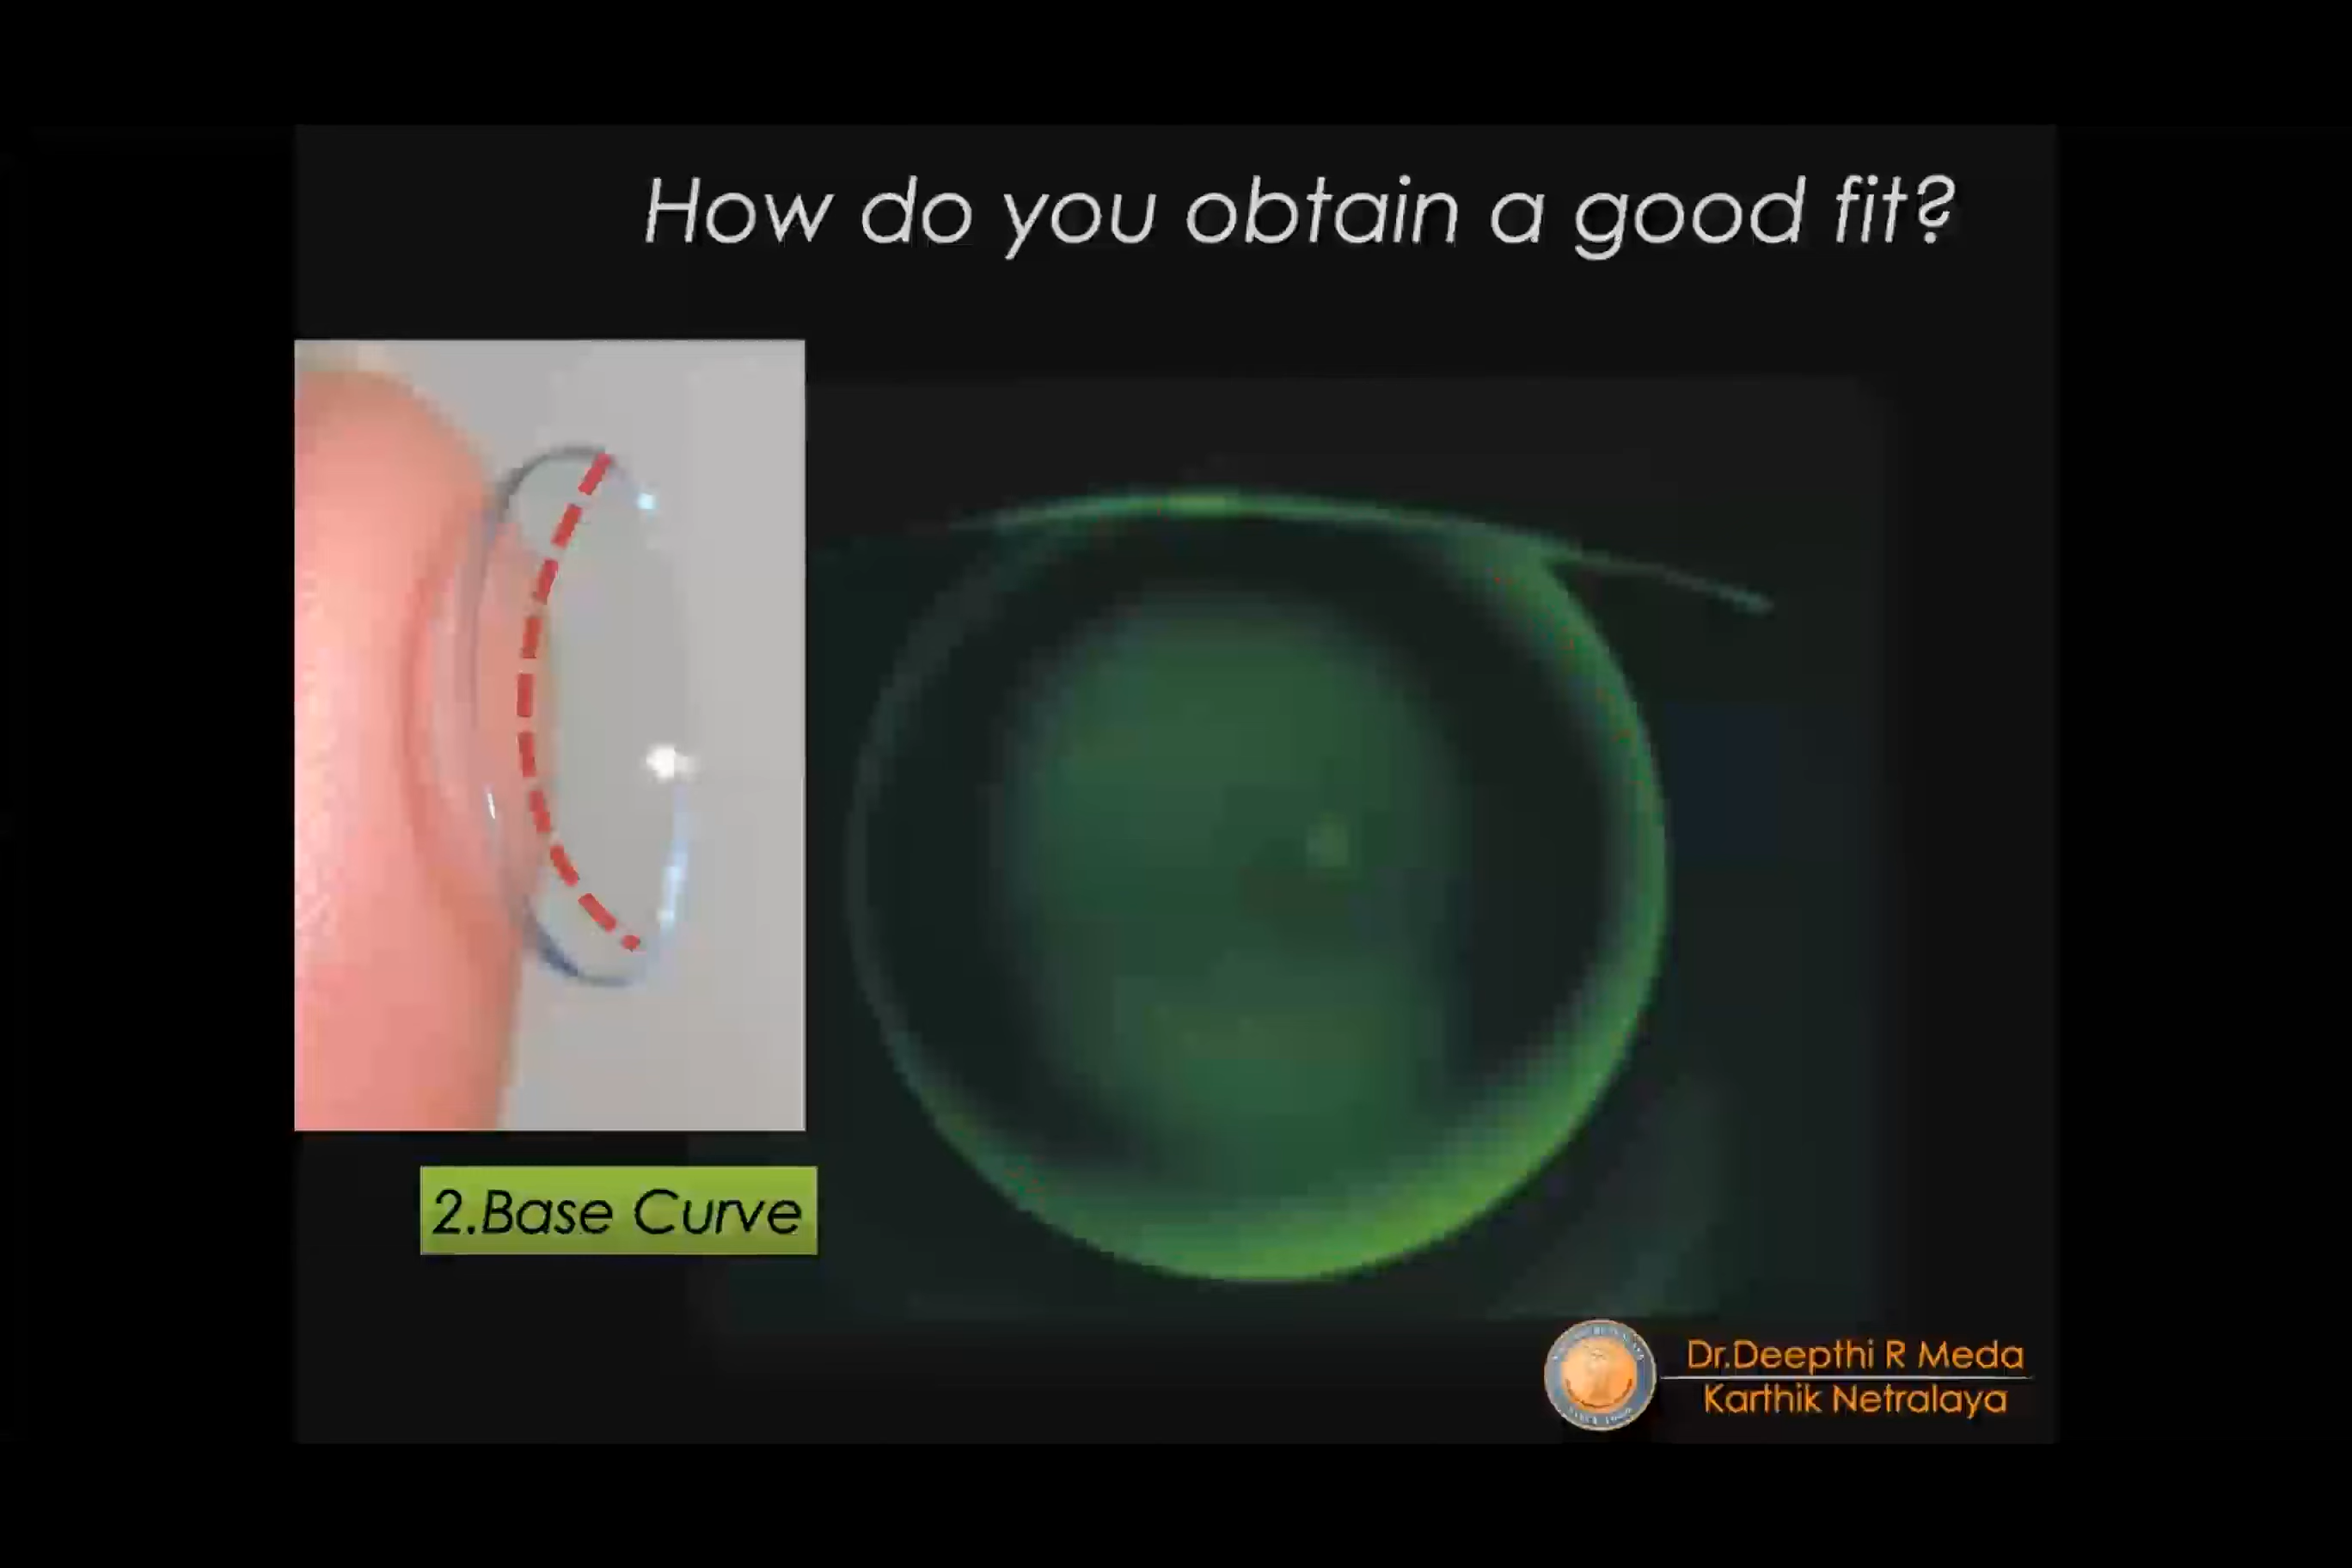 How do you obtain a good fit?
2.Base Curve
Dr.Deepthi R Meda
Karthik Netralaya